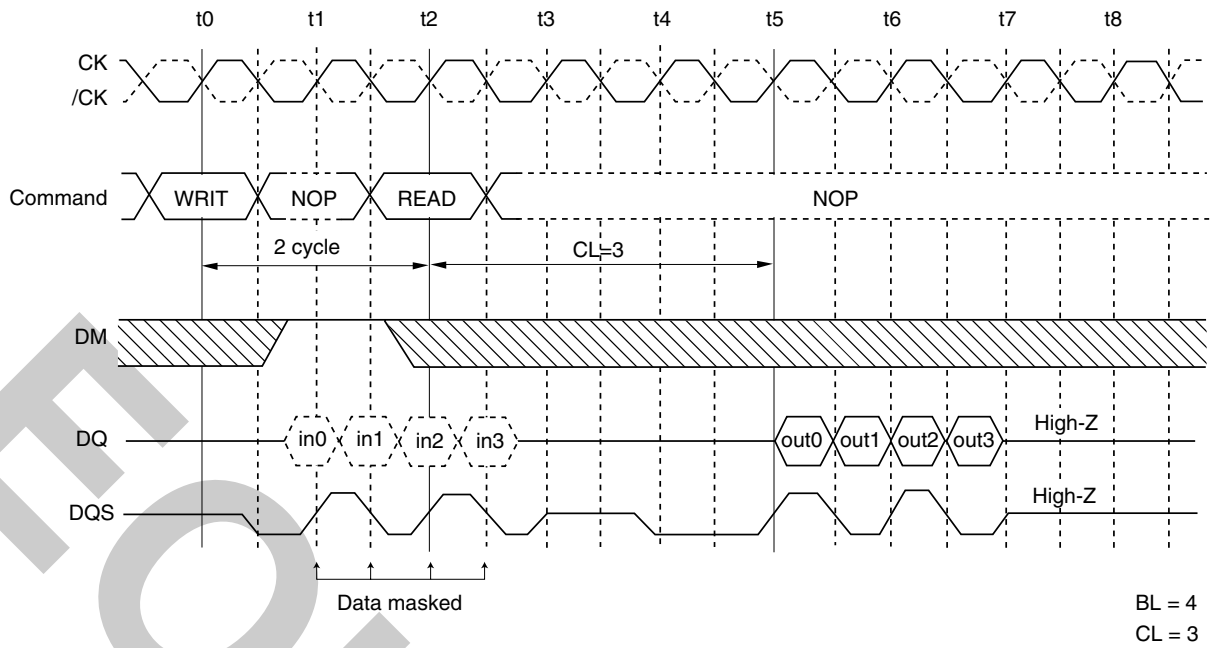 t0 t1 t2 t3 t4 t5 t6 t7 t8
CK
/CK
Command WRIT NOP READ NOP
2 cycle CL=3
DM
DQ in0 in1 in2 in3 out0 out1 out2 out3 High-Z
DQS High-Z
Data masked
BL = 4
CL = 3